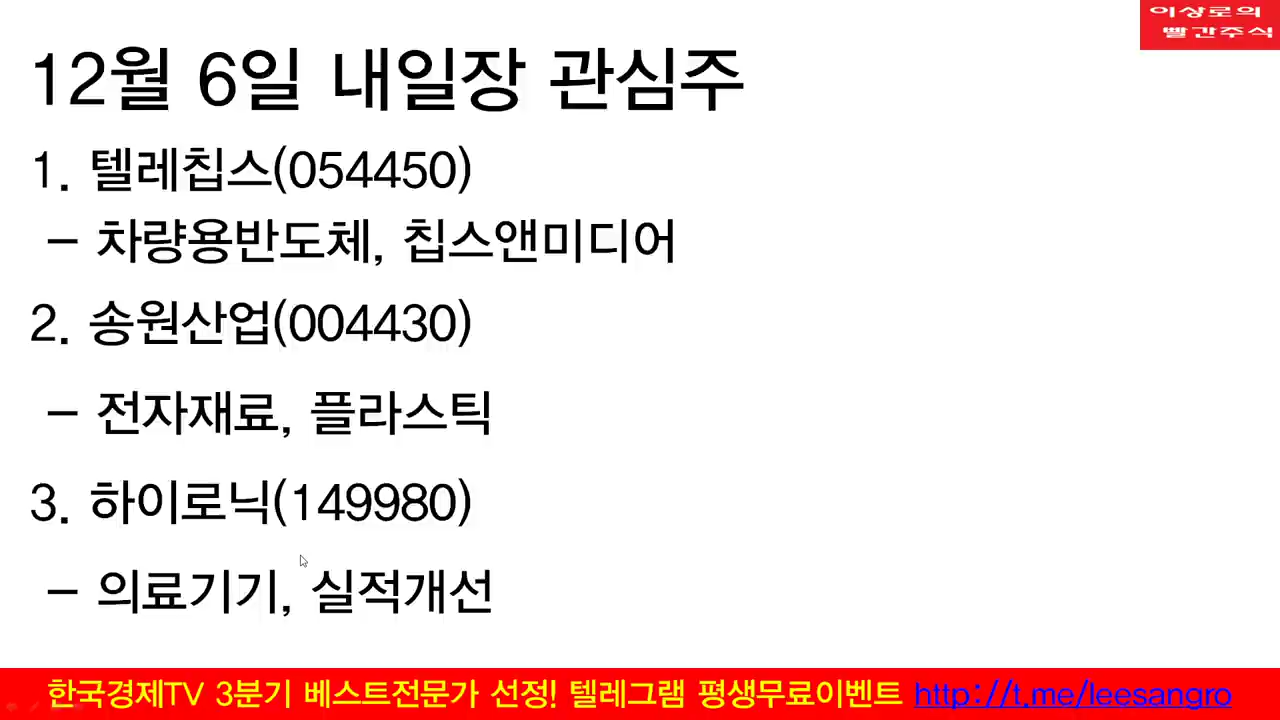 이상로의
빨간주식
12월 6일 내일장 관심주
1. 텔레칩스(054450)
- 차량용반도체, 칩스앤미디어
2. 송원산업(004430)
- 전자재료, 플라스틱
3. 하이로닉(149980)
- 의료기기, 실적개선
한국경제TV 3분기 베스트전문가 선정! 텔레그램 평생무료이벤트 http://t.me/leesangro